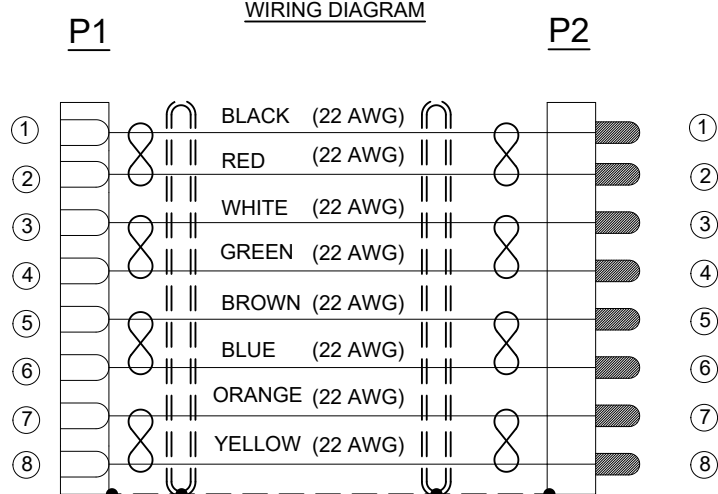 WIRING DIAGRAM
P1 P2
1 BLACK (22 AWG) 1
2 RED (22 AWG) 2
3 WHITE (22 AWG) 3
4 GREEN (22 AWG) 4
5 BROWN (22 AWG) 5
6 BLUE (22 AWG) 6
7 ORANGE (22 AWG) 7
8 YELLOW (22 AWG) 8